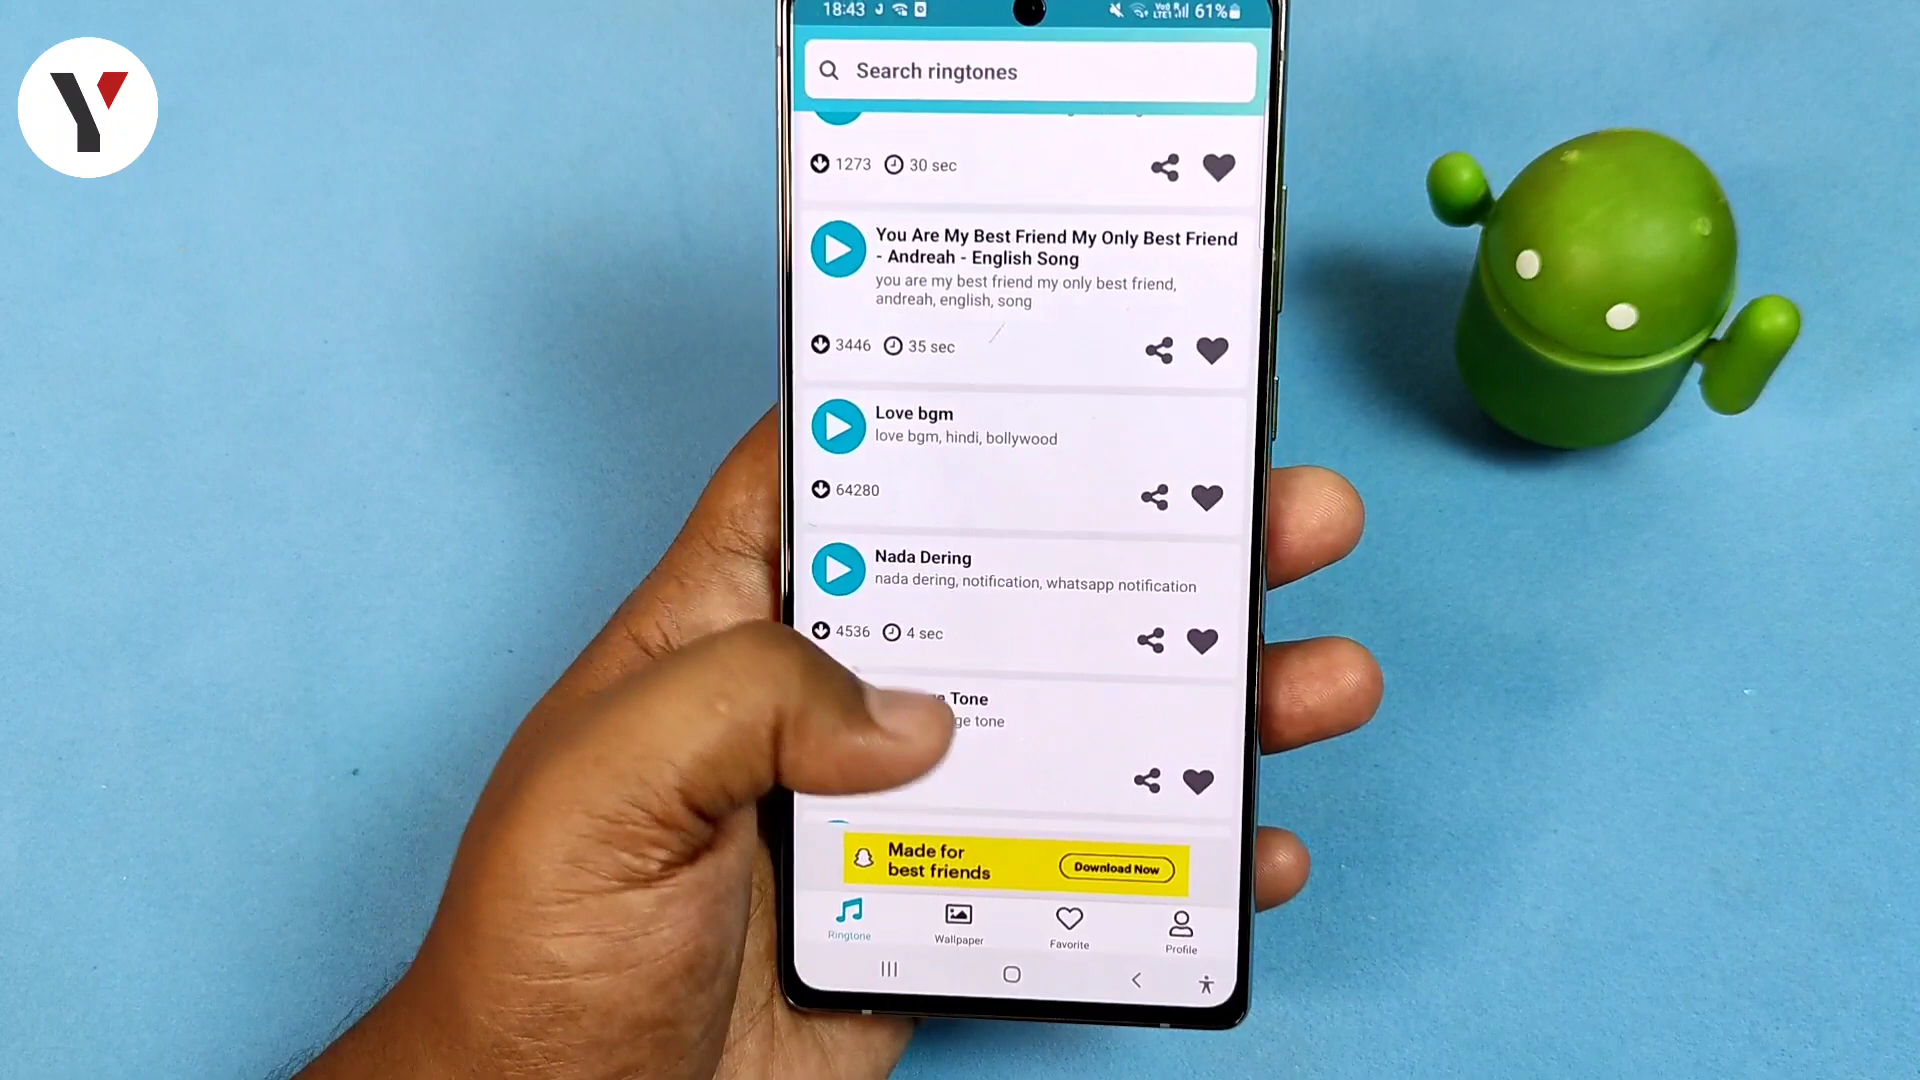 Y
18:43
61%
Search ringtones
1273 30 sec
You Are My Best Friend My Only Best Friend
- Andreah - English Song
you are my best friend my only best friend,
andreah, english, song
3446 35 sec
Love bgm
love bgm, hindi, bollywood
64280
Nada Dering
nada dering, notification, whatsapp notification
4536 4 sec
Tone
tone
Made for
best friends
Download Now
Ringtone Wallpaper Favorite Profile